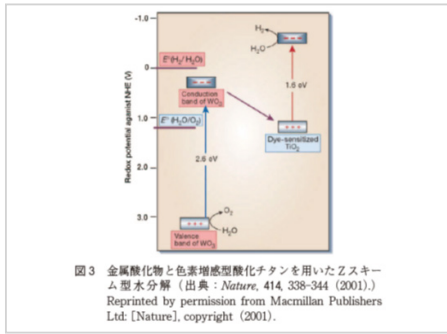 -1.0
H₂
H₂O
E°(H₂/H₂O)
0
Conduction
band of WO₃
1.6 eV
1.0
E°(H₂O/O₂)
Dye-sensitized
TiO₂
2.0
2.6 eV
3.0
O₂
H₂O
Valence
band of WO₃
Redox potential against NHE (V)
図3 金属酸化物と色素増感型酸化チタンを用いたZスキー
ム型水分解(出典:Nature, 414, 338-344 (2001).)
Reprinted by permission from Macmillan Publishers
Ltd: [Nature], copyright (2001).